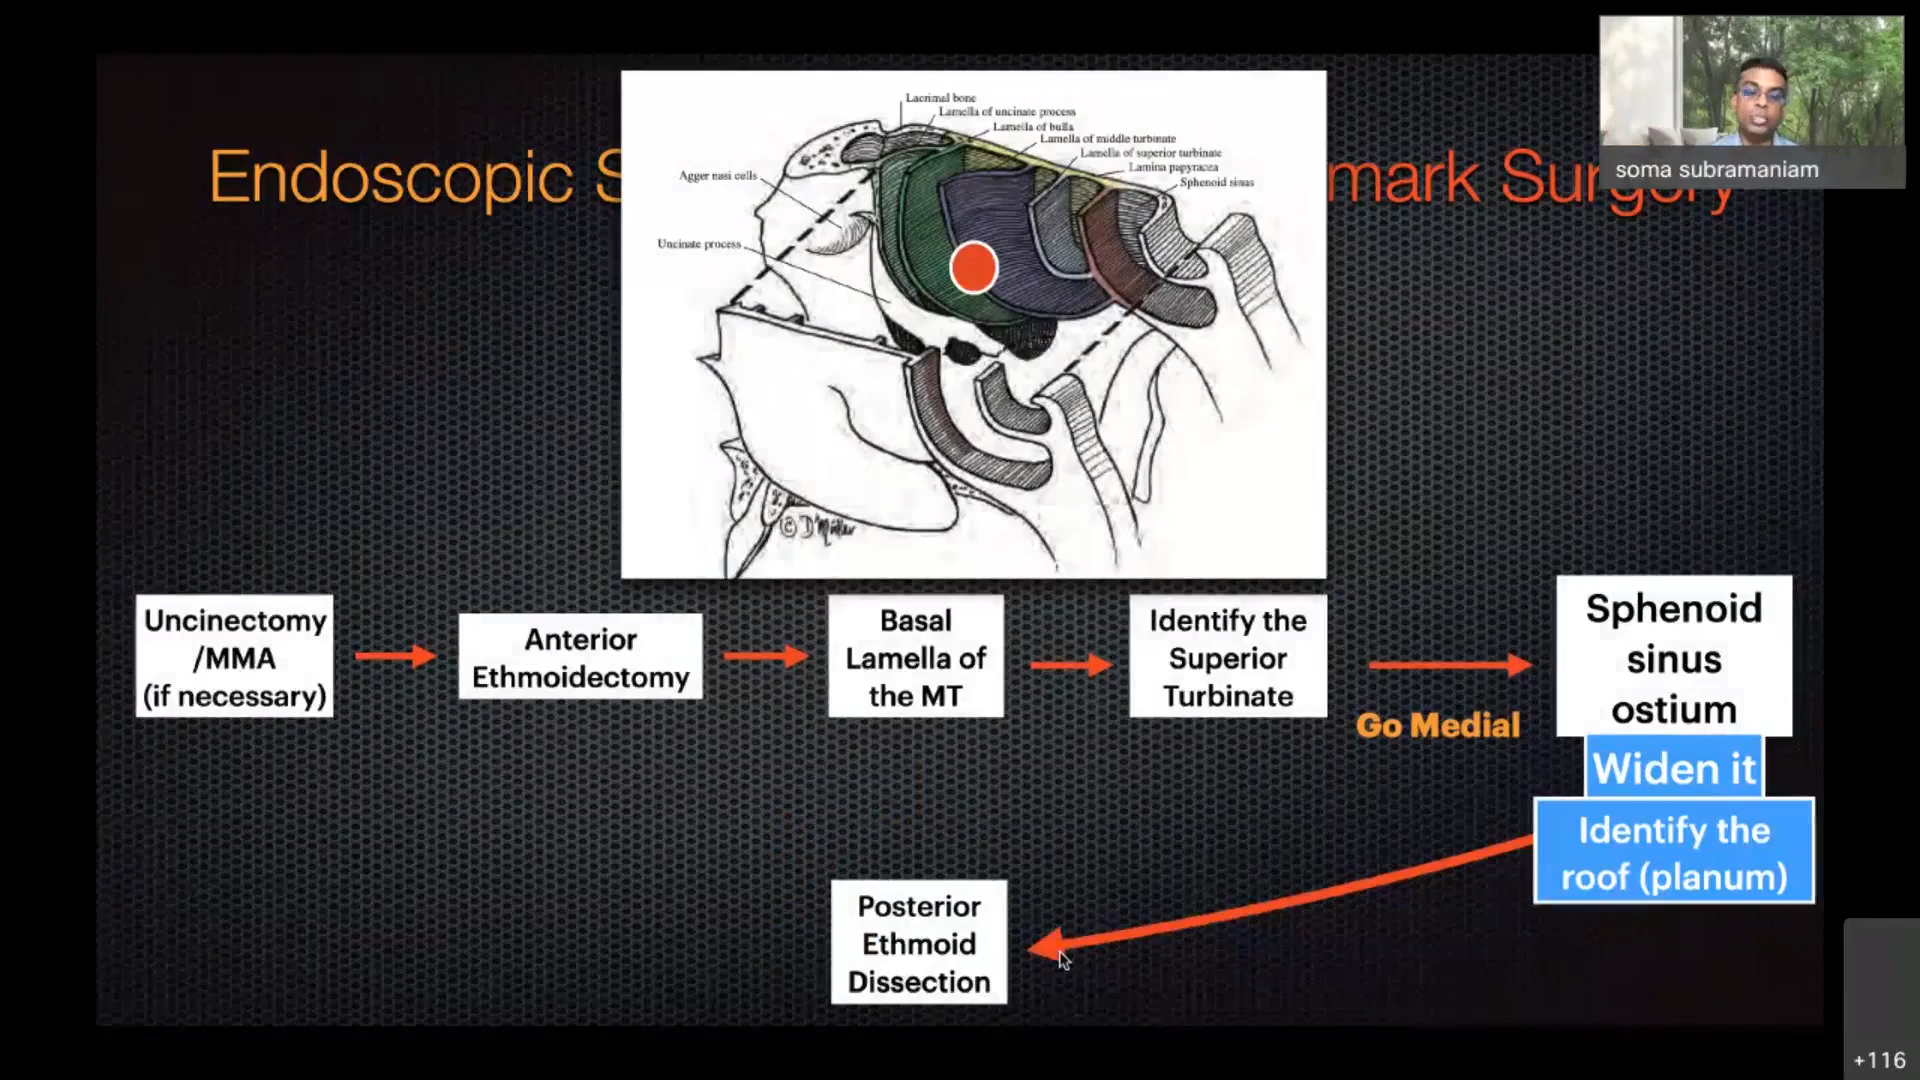 soma subramaniam
Endoscopic S
mark Surgery
Lacrimal bone
Lamella of uncinate process
Lamella of bulla
Lamella of middle turbinate
Lamella of superior turbinate
Lamina papyracea
Sphenoid sinus
Agger nasi cells
Uncinate process
Uncinectomy
/MMA
(if necessary)
Anterior
Ethmoidectomy
Basal
Lamella of
the MT
Identify the
Superior
Turbinate
Go Medial
Sphenoid
sinus
ostium
Widen it
Identify the
roof (planum)
Posterior
Ethmoid
Dissection
+116